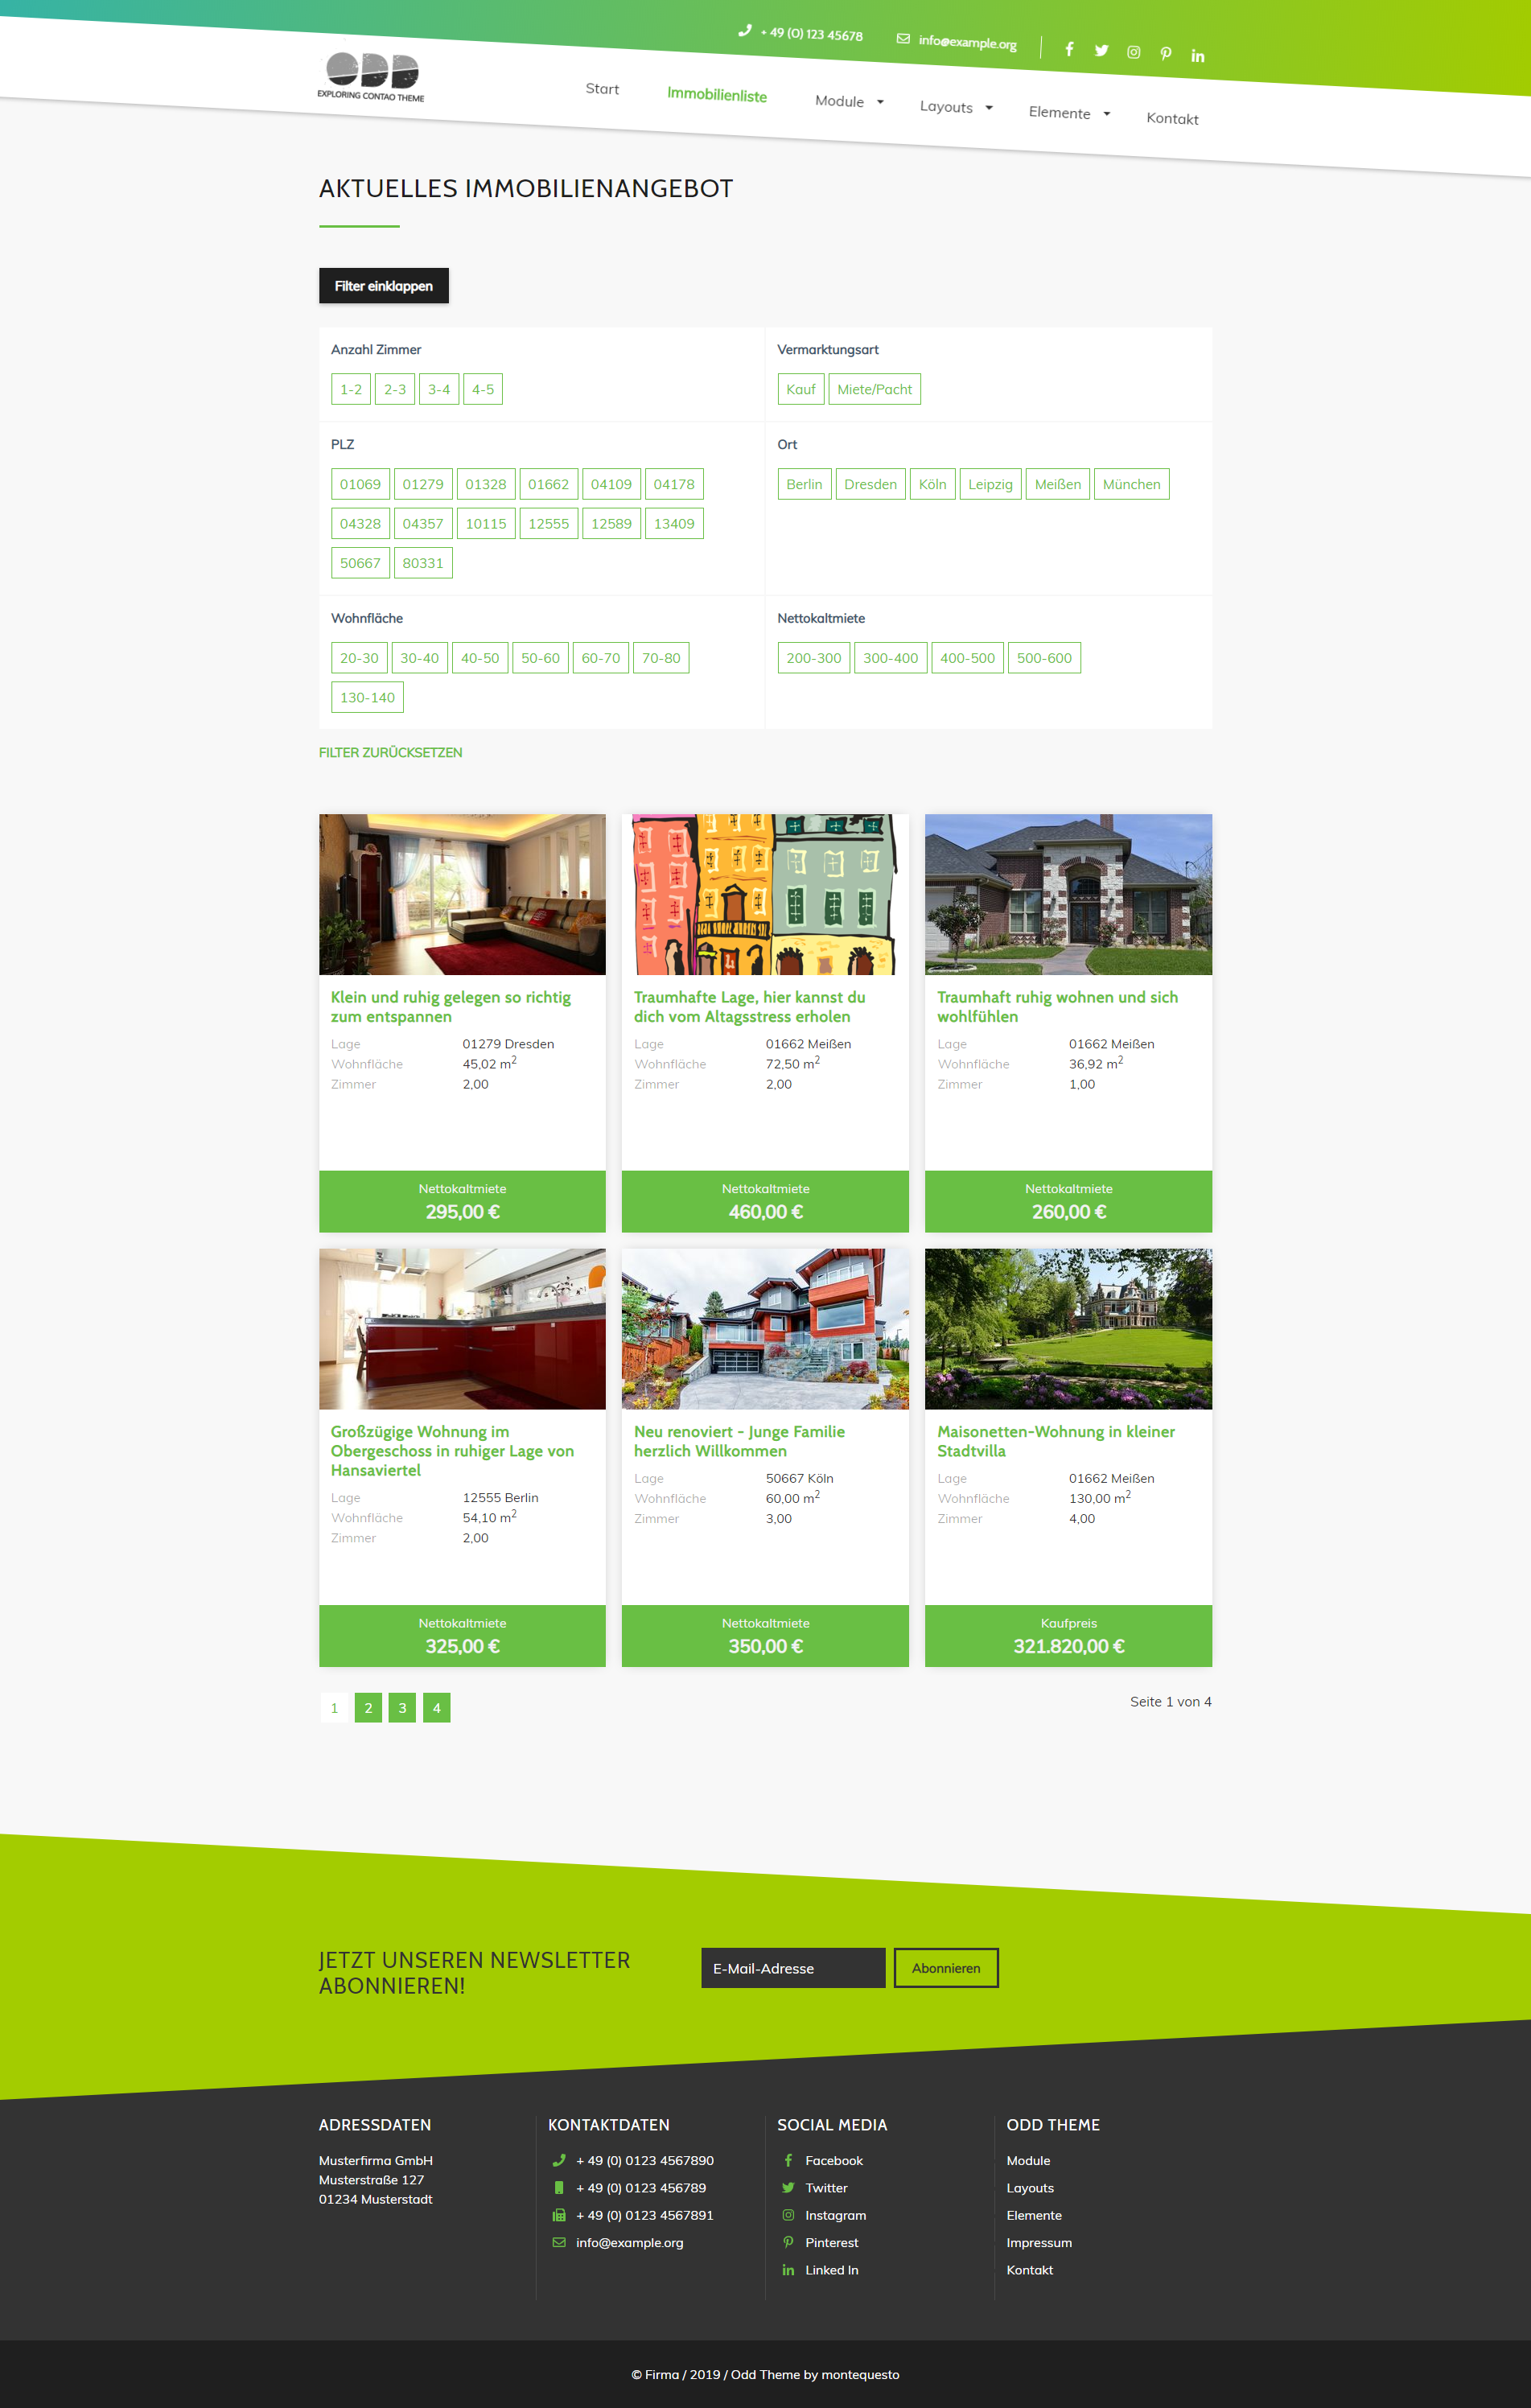 + 49 (0) 123 45678
info@example.org
ODD
EXPLORING CONTAO THEME
Start
Immobilienliste
Module
Layouts
Elemente
Kontakt
AKTUELLES IMMOBILIENANGEBOT
Filter einklappen
Anzahl Zimmer
1-2 2-3 3-4 4-5
Vermarktungsart
Kauf Miete/Pacht
PLZ
01069 01279 01328 01662 04109 04178
04328 04357 10115 12555 12589 13409
50667 80331
Ort
Berlin Dresden Köln Leipzig Meißen München
Wohnfläche
20-30 30-40 40-50 50-60 60-70 70-80
130-140
Nettokaltmiete
200-300 300-400 400-500 500-600
FILTER ZURÜCKSETZEN
Klein und ruhig gelegen so richtig
zum entspannen
Lage 01279 Dresden
Wohnfläche 45,02 m²
Zimmer 2,00
Nettokaltmiete
295,00 €
Traumhafte Lage, hier kannst du
dich vom Altagsstress erholen
Lage 01662 Meißen
Wohnfläche 72,50 m²
Zimmer 2,00
Nettokaltmiete
460,00 €
Traumhaft ruhig wohnen und sich
wohlfühlen
Lage 01662 Meißen
Wohnfläche 36,92 m²
Zimmer 1,00
Nettokaltmiete
260,00 €
Großzügige Wohnung im
Obergeschoss in ruhiger Lage von
Hansaviertel
Lage 12555 Berlin
Wohnfläche 54,10 m²
Zimmer 2,00
Nettokaltmiete
325,00 €
Neu renoviert - Junge Familie
herzlich Willkommen
Lage 50667 Köln
Wohnfläche 60,00 m²
Zimmer 3,00
Nettokaltmiete
350,00 €
Maisonetten-Wohnung in kleiner
Stadtvilla
Lage 01662 Meißen
Wohnfläche 130,00 m²
Zimmer 4,00
Kaufpreis
321.820,00 €
1 2 3 4
Seite 1 von 4
JETZT UNSEREN NEWSLETTER
ABONNIEREN!
E-Mail-Adresse
Abonnieren
ADRESSDATEN
Musterfirma GmbH
Musterstraße 127
01234 Musterstadt
KONTAKTDATEN
+ 49 (0) 0123 4567890
+ 49 (0) 0123 456789
+ 49 (0) 0123 4567891
info@example.org
SOCIAL MEDIA
Facebook
Twitter
Instagram
Pinterest
Linked In
ODD THEME
Module
Layouts
Elemente
Impressum
Kontakt
© Firma / 2019 / Odd Theme by montequesto